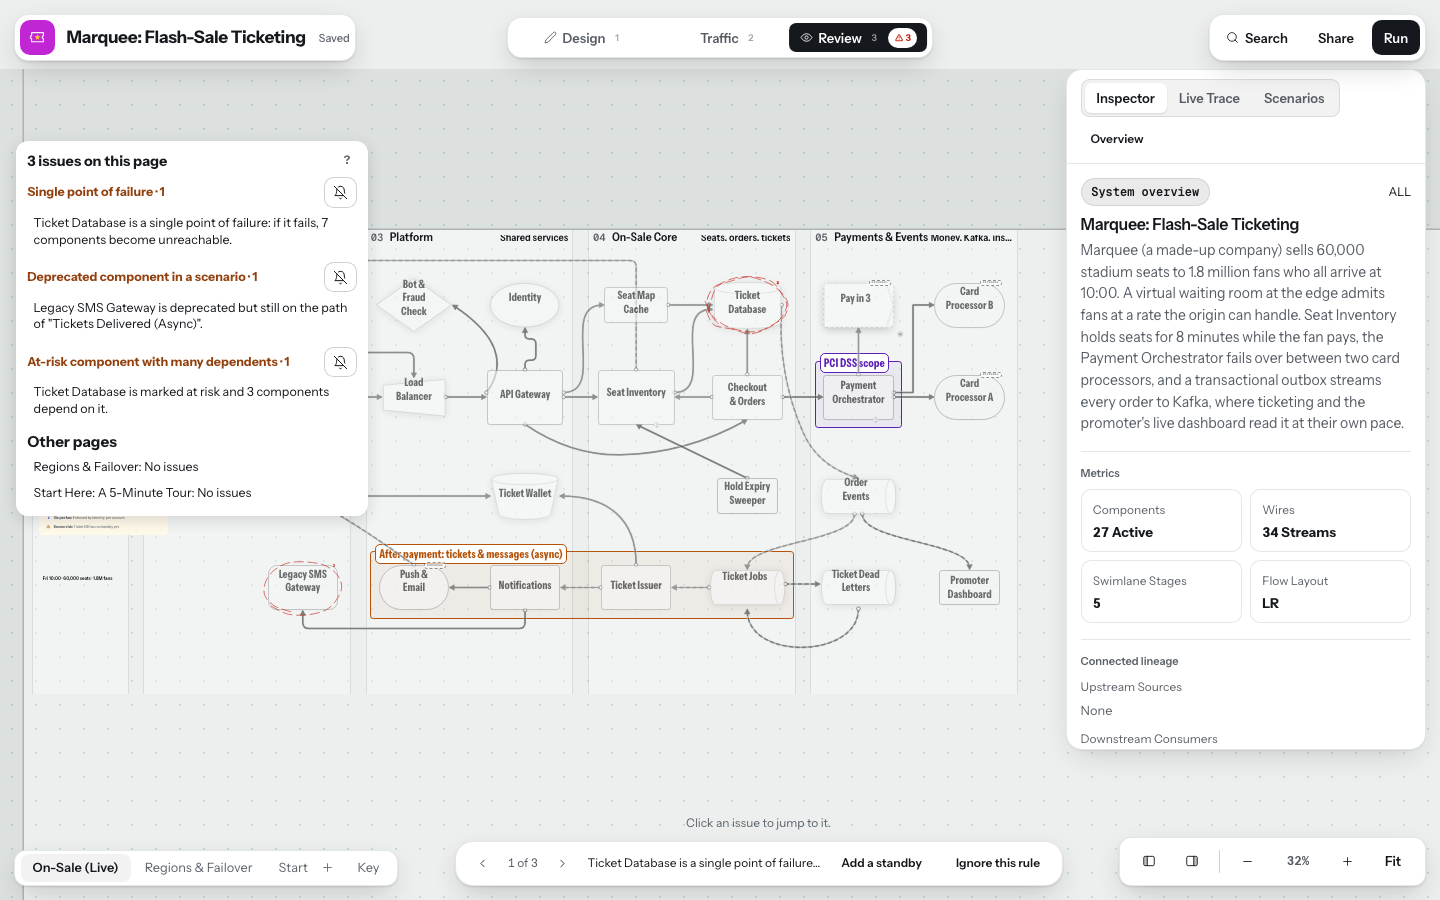 Marquee: Flash-Sale Ticketing Saved
Design 1
Traffic 2
Review 3
3
Search
Share
Run
3 issues on this page
?
Single point of failure · 1
Ticket Database is a single point of failure: if it fails, 7
components become unreachable.
Deprecated component in a scenario · 1
Legacy SMS Gateway is deprecated but still on the path
of "Tickets Delivered (Async)".
At-risk component with many dependents · 1
Ticket Database is marked at risk and 3 components
depend on it.
Other pages
Regions & Failover: No issues
Start Here: A 5-Minute Tour: No issues
03 Platform
Shared services
04 On-Sale Core
Seats, orders, tickets
05 Payments & Events
Money, Kafka, ins...
Bot &
Fraud
Check
Identity
Seat Map
Cache
Ticket
Database
Pay in 3
Card
Processor B
PCI DSS scope
Load
Balancer
API Gateway
Seat Inventory
Checkout
& Orders
Payment
Orchestrator
Card
Processor A
Ticket Wallet
Hold Expiry
Sweeper
Order
Events
Fri 10:00 · 60,000 seats · 1.8M fans
After payment: tickets & messages (async)
Legacy SMS
Gateway
Push &
Email
Notifications
Ticket Issuer
Ticket Jobs
Ticket Dead
Letters
Promoter
Dashboard
Inspector
Live Trace
Scenarios
Overview
System overview
ALL
Marquee: Flash-Sale Ticketing
Marquee (a made-up company) sells 60,000
stadium seats to 1.8 million fans who all arrive at
10:00. A virtual waiting room at the edge admits
fans at a rate the origin can handle. Seat Inventory
holds seats for 8 minutes while the fan pays, the
Payment Orchestrator fails over between two card
processors, and a transactional outbox streams
every order to Kafka, where ticketing and the
promoter's live dashboard read it at their own pace.
Metrics
Components
27 Active
Wires
34 Streams
Swimlane Stages
5
Flow Layout
LR
Connected lineage
Upstream Sources
None
Downstream Consumers
Click an issue to jump to it.
On-Sale (Live)
Regions & Failover
Start
+
Key
1 of 3
Ticket Database is a single point of failure...
Add a standby
Ignore this rule
32%
Fit